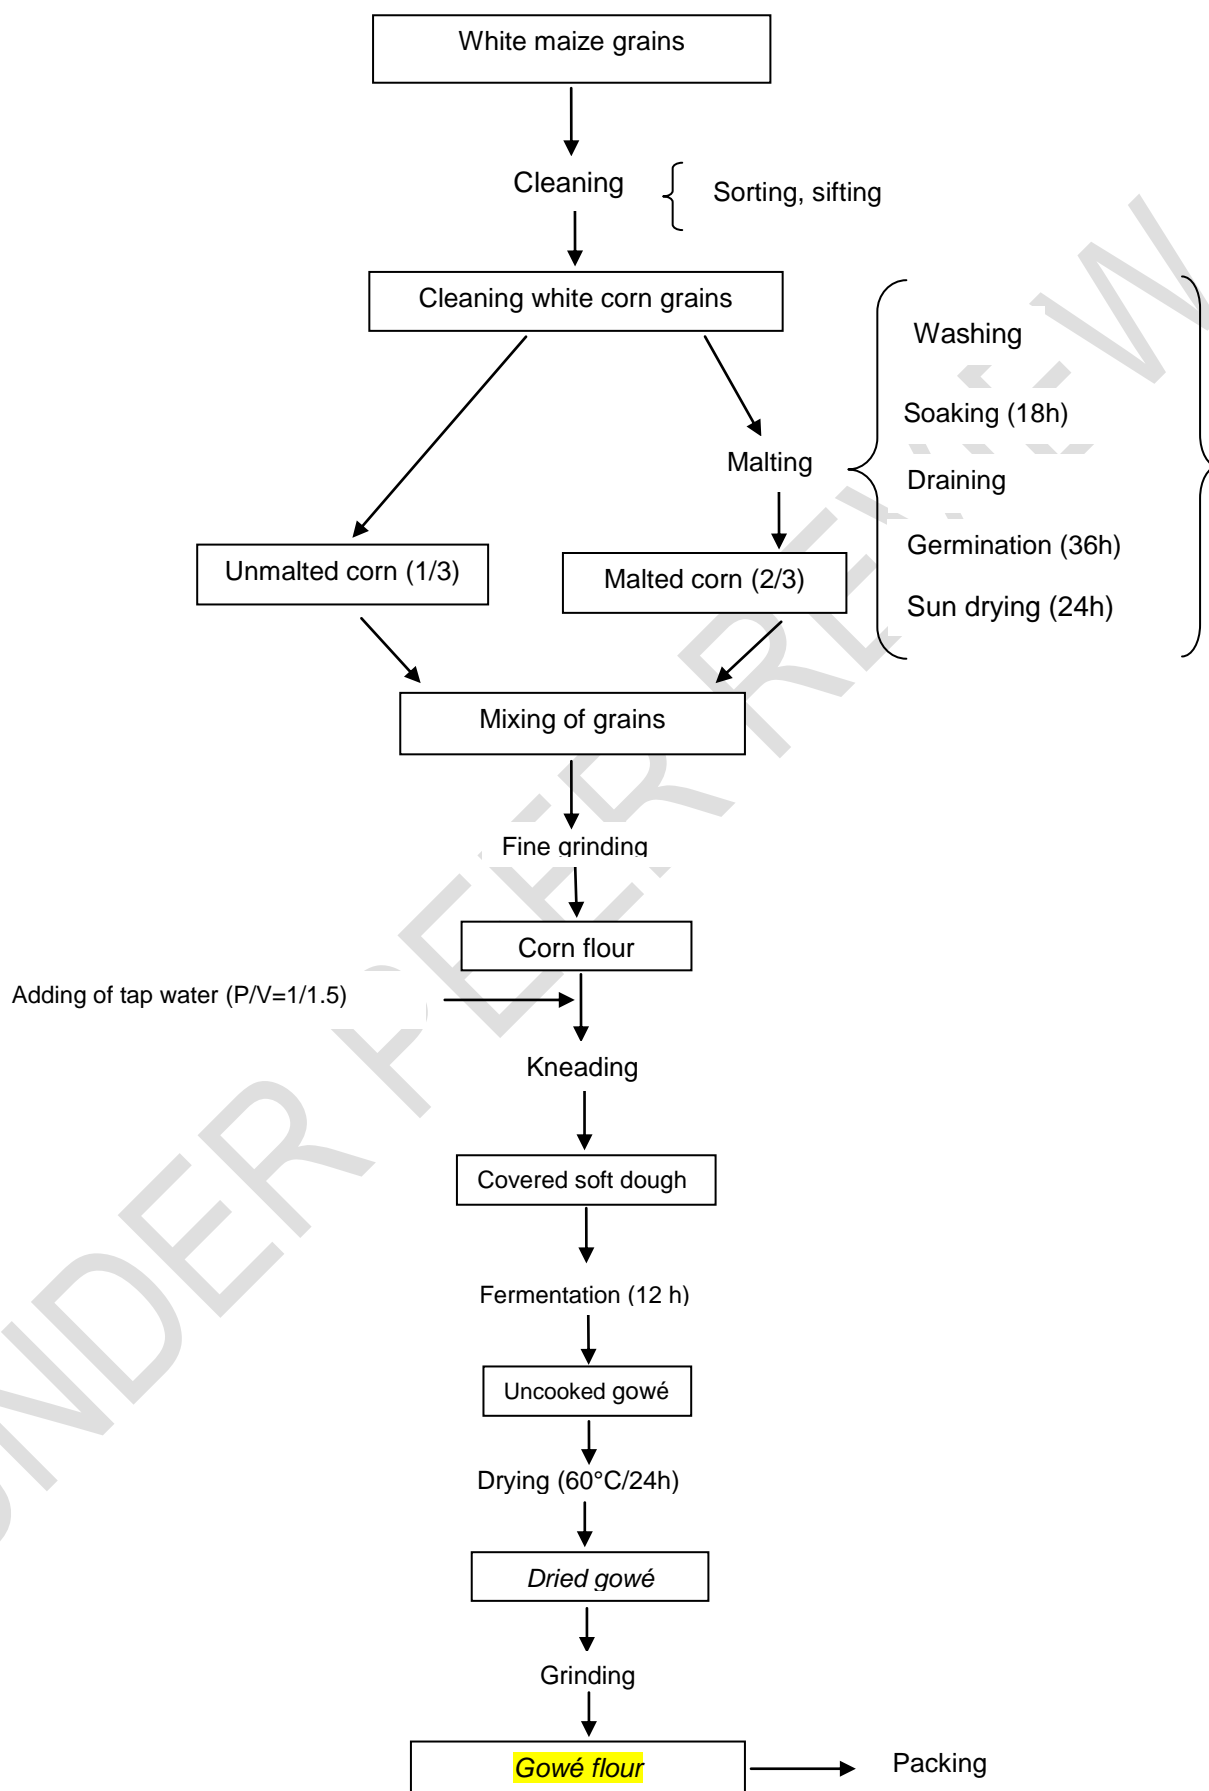 White maize grains
Cleaning
Sorting, sifting
Cleaning white corn grains
Washing
Soaking (18h)
Malting
Draining
Germination (36h)
Unmalted corn (1/3)
Malted corn (2/3)
Sun drying (24h)
Mixing of grains
Fine grinding
Corn flour
Adding of tap water (P/V=1/1.5)
Kneading
Covered soft dough
Fermentation (12 h)
Uncooked gowé
Drying (60°C/24h)
Dried gowé
Grinding
Gowé flour
Packing
UNDER PEER REVIEW